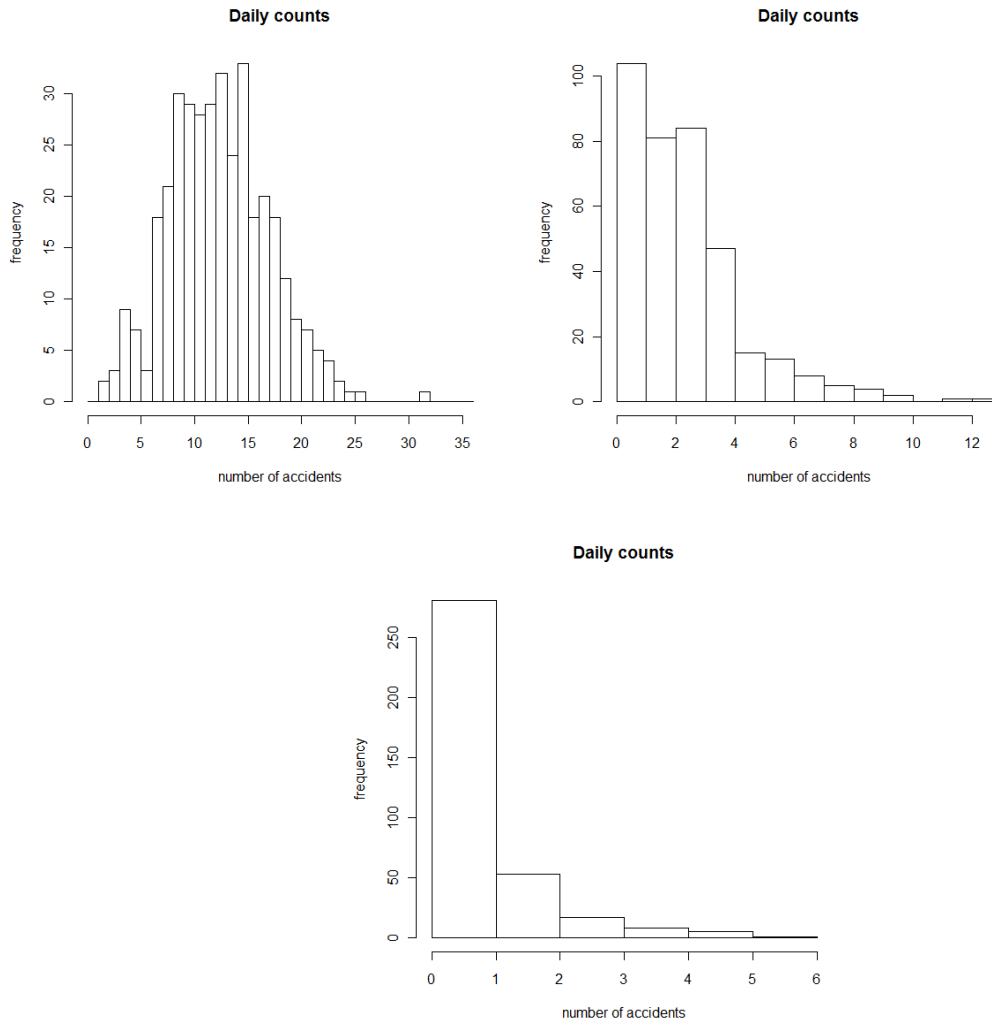 Daily counts
frequency
0 5 10 15 20 25 30
0 5 10 15 20 25 30 35
number of accidents
Daily counts
frequency
0 20 40 60 80 100
0 2 4 6 8 10 12
number of accidents
Daily counts
frequency
0 50 100 150 200 250
0 1 2 3 4 5 6
number of accidents